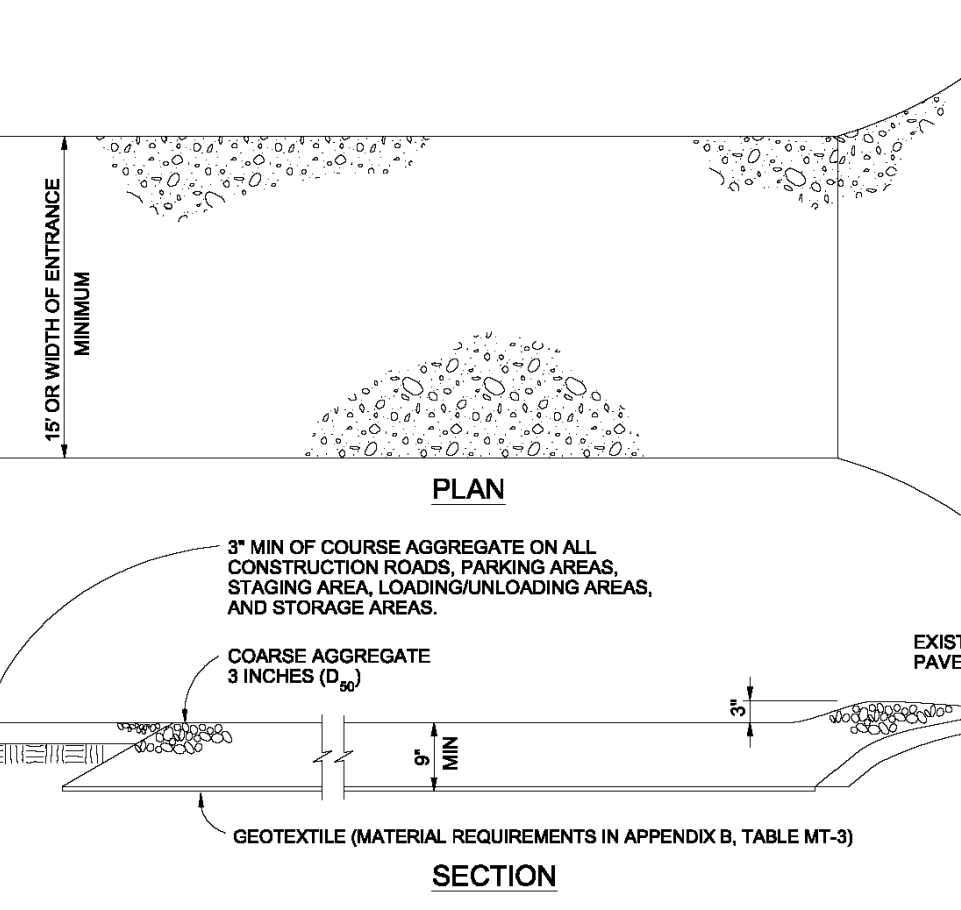 15' OR WIDTH OF ENTRANCE
MINIMUM
PLAN
3" MIN OF COURSE AGGREGATE ON ALL
CONSTRUCTION ROADS, PARKING AREAS,
STAGING AREA, LOADING/UNLOADING AREAS,
AND STORAGE AREAS.
COARSE AGGREGATE
3 INCHES (D50)
EXIST
PAVE
3"
9"
MIN
GEOTEXTILE (MATERIAL REQUIREMENTS IN APPENDIX B, TABLE MT-3)
SECTION